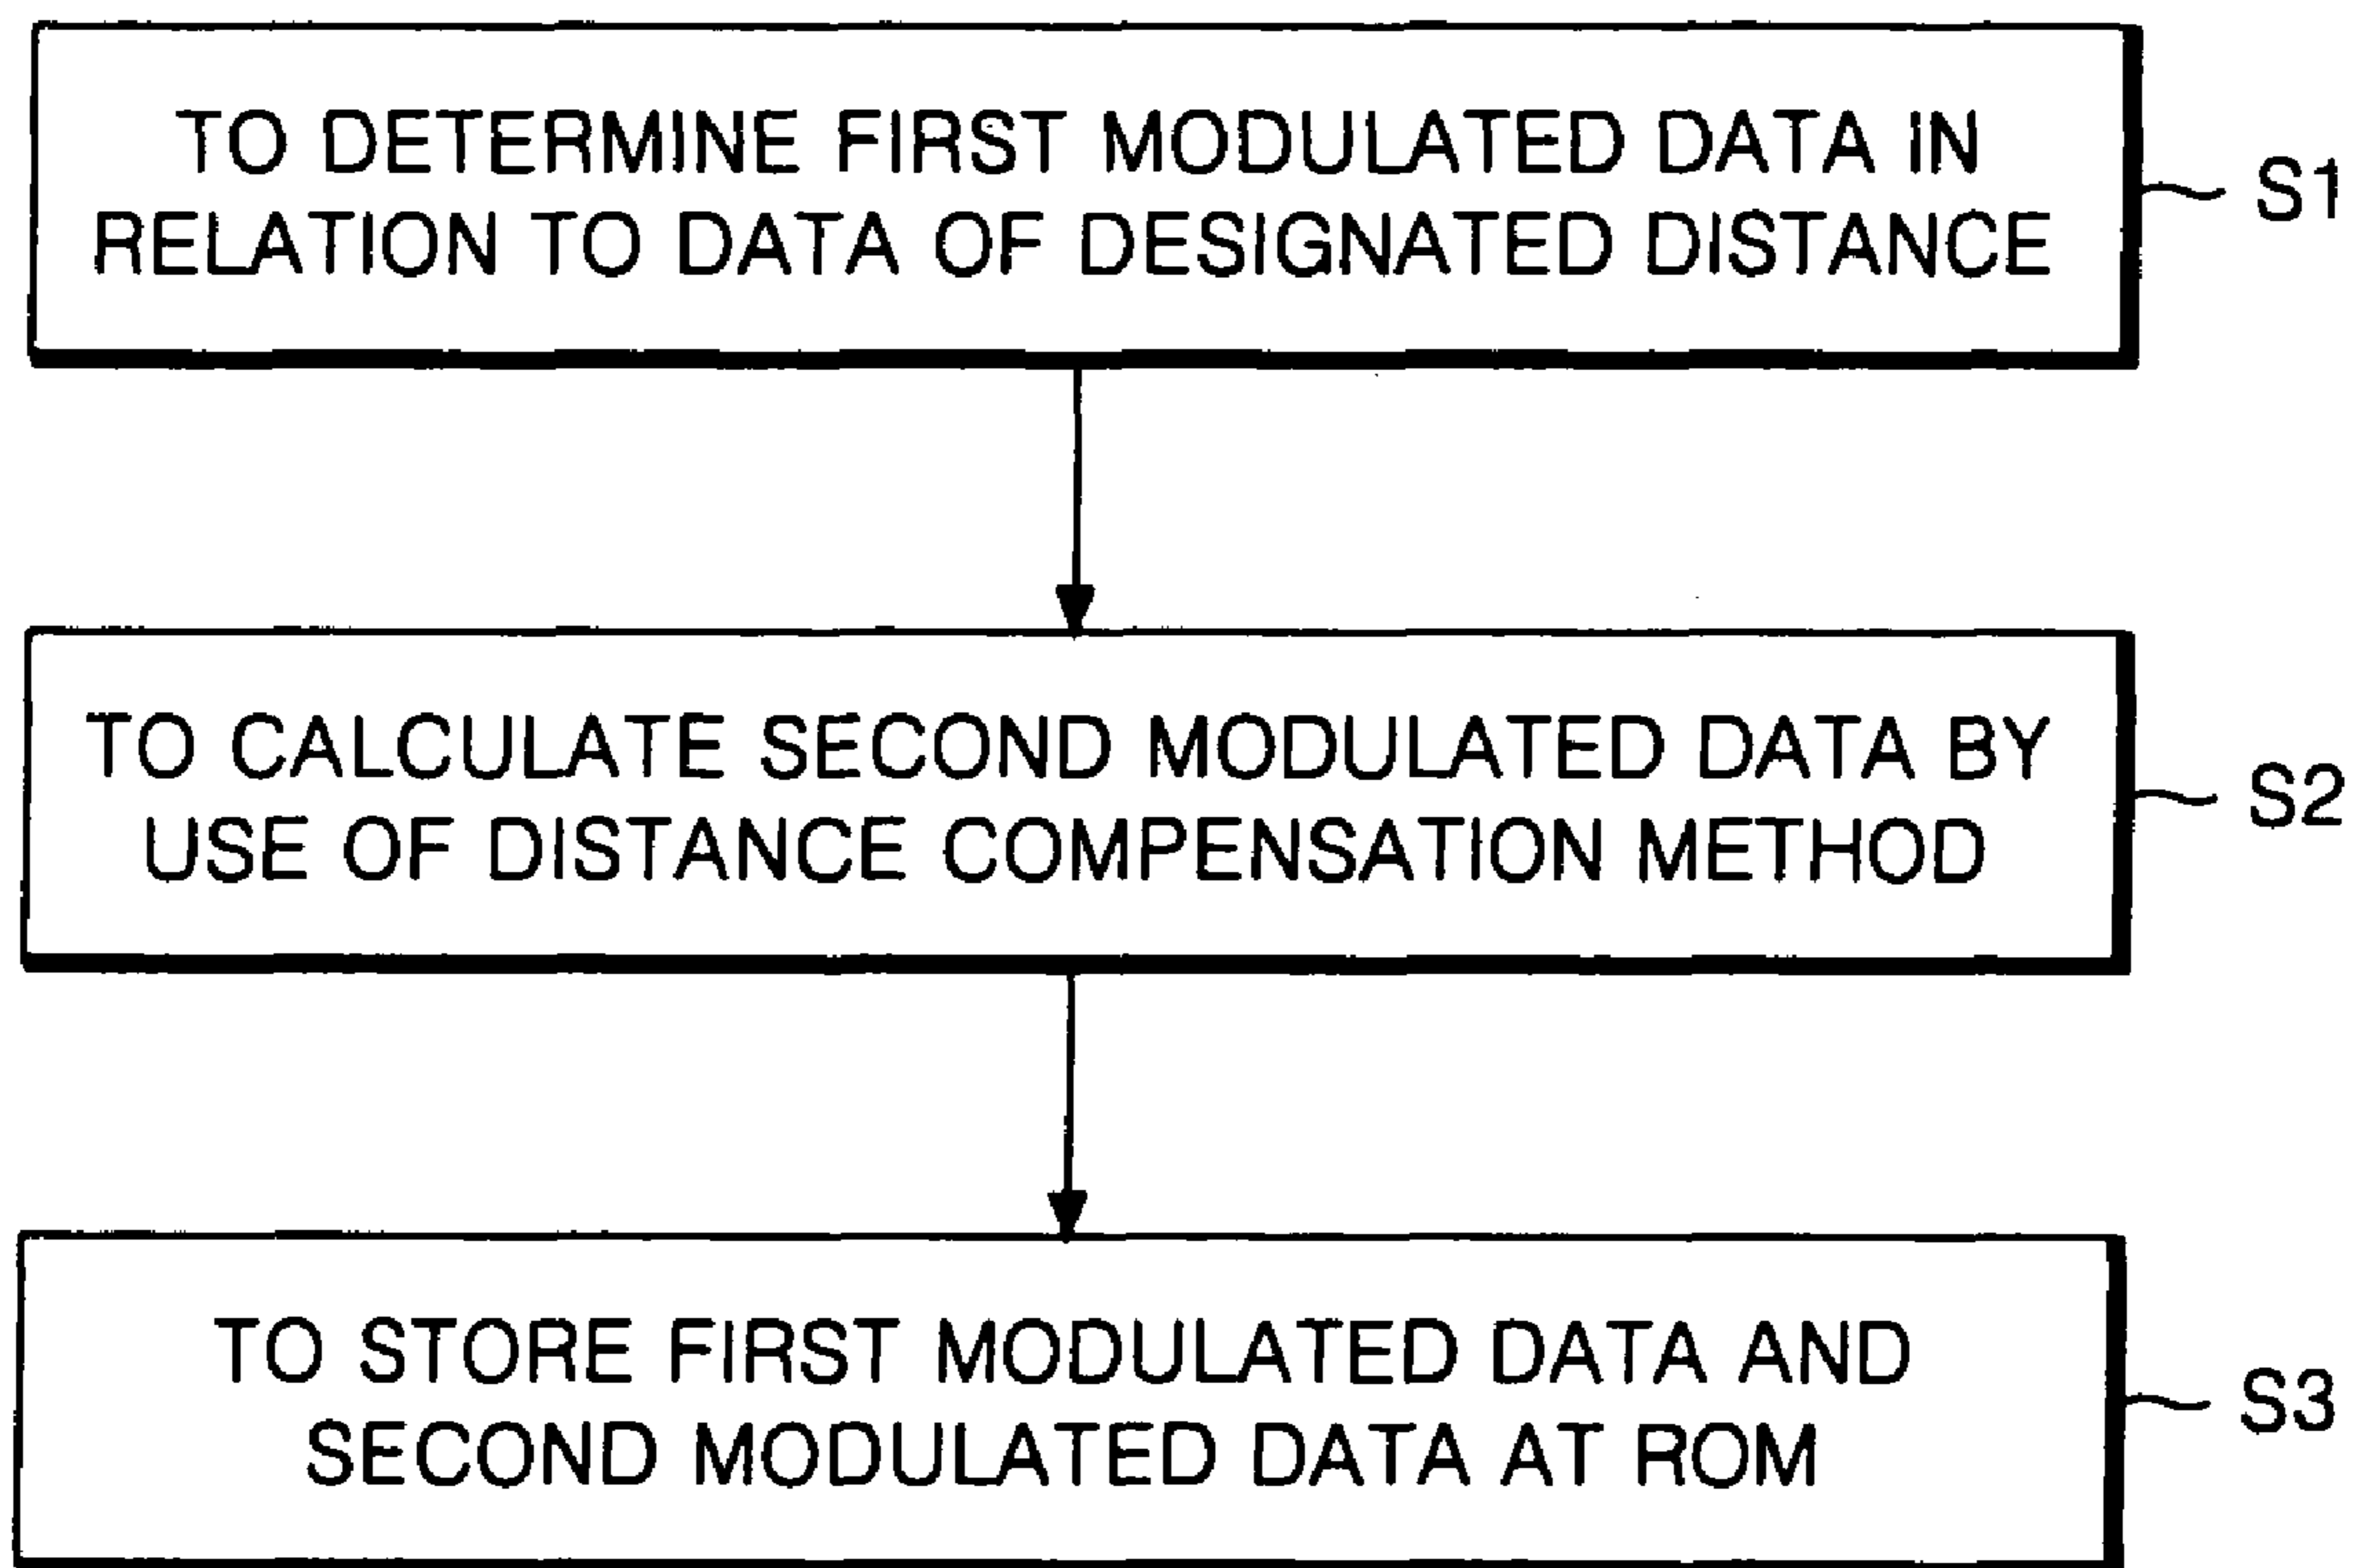 TO DETERMINE FIRST MODULATED DATA IN
RELATION TO DATA OF DESIGNATED DISTANCE
S1
TO CALCULATE SECOND MODULATED DATA BY
USE OF DISTANCE COMPENSATION METHOD
S2
TO STORE FIRST MODULATED DATA AND
SECOND MODULATED DATA AT ROM
S3